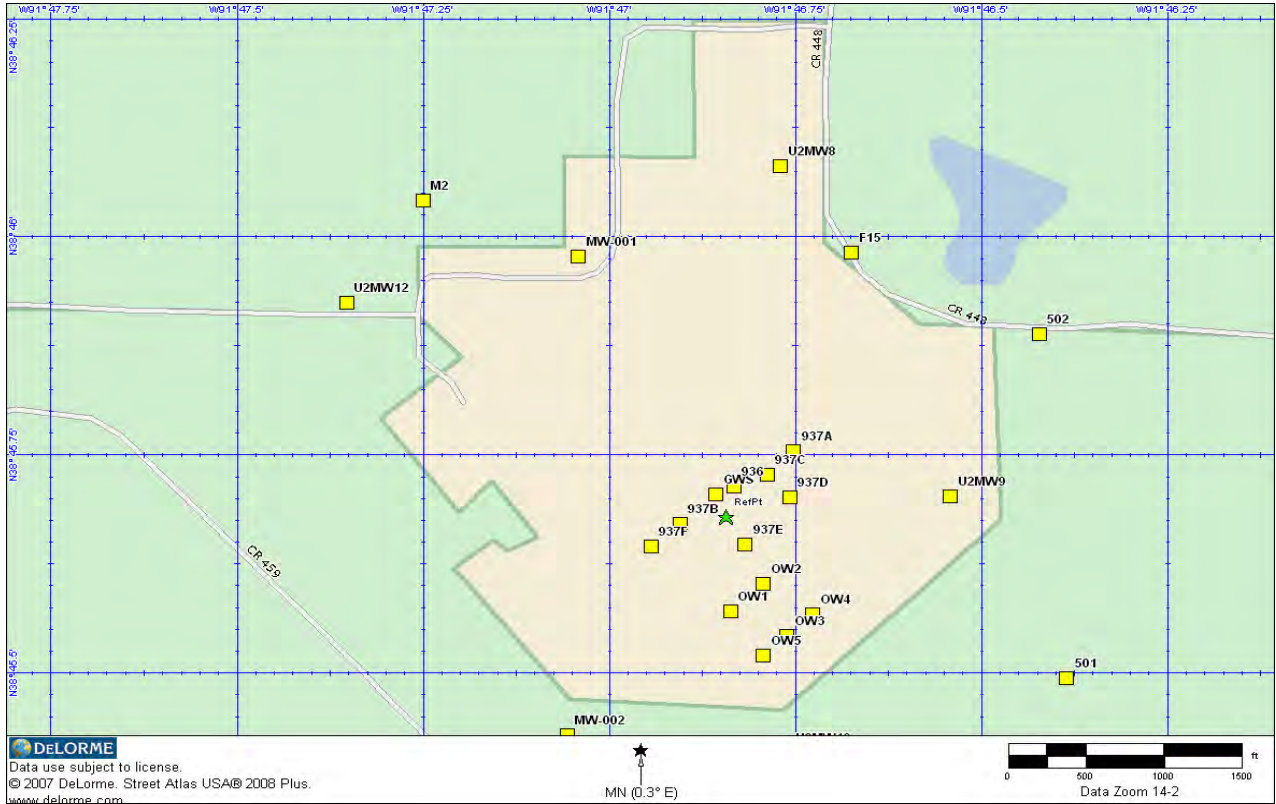 W91° 47.75'
W91° 47.5'
W91° 47.25'
W91° 47'
W91° 46.75'
W91° 46.5'
W91° 46.25'
N38° 46.25'
CR 448
U2MW8
M2
N38° 46'
MW-001
F15
U2MW12
CR 448
502
937A
N38° 45.75'
937C
936
GWS
937D
U2MW9
RefPt
937B
937F
937E
CR 459
OW2
OW1
OW4
OW3
OW5
N38° 45.5'
501
MW-002
DELORME
Data use subject to license.
© 2007 DeLorme. Street Atlas USA® 2008 Plus.
www.delorme.com
MN (0.3° E)
ft
0 500 1000 1500
Data Zoom 14-2